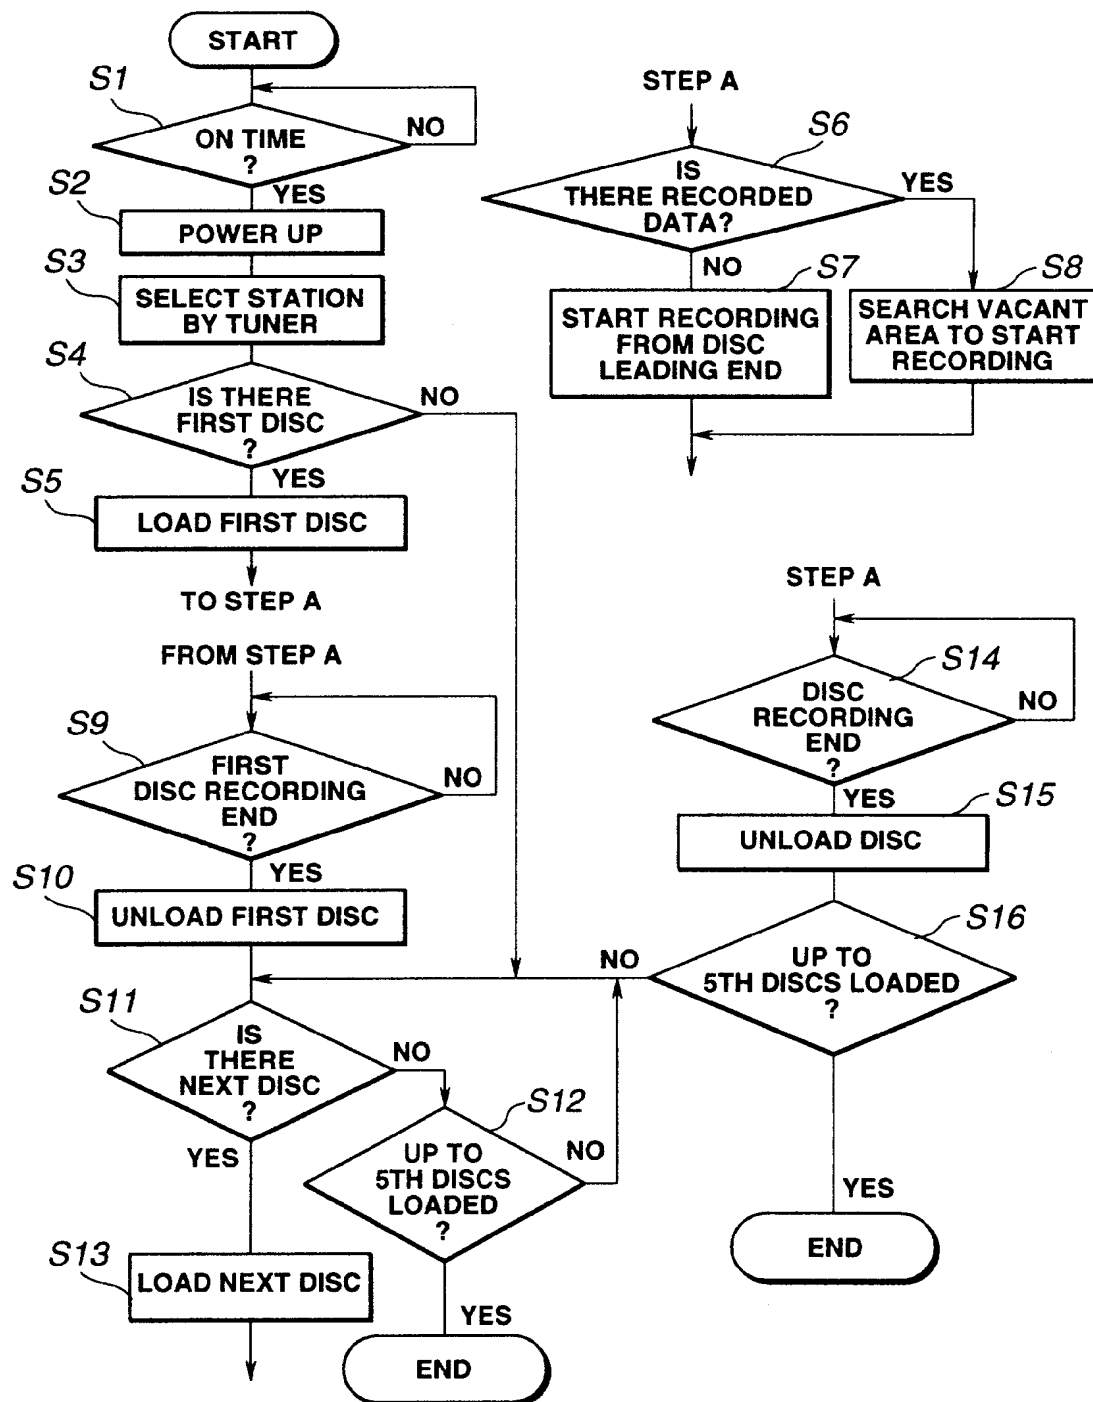 START
S1
ON TIME
?
NO
YES
S2
POWER UP
S3
SELECT STATION
BY TUNER
S4
IS THERE
FIRST DISC
?
NO
YES
S5
LOAD FIRST DISC
TO STEP A
FROM STEP A
S9
FIRST
DISC RECORDING
END
?
NO
YES
S10
UNLOAD FIRST DISC
S11
IS
THERE
NEXT DISC
?
NO
YES
S12
UP TO
5TH DISCS
LOADED
?
NO
YES
END
S13
LOAD NEXT DISC
STEP A
S6
IS
THERE RECORDED
DATA?
YES
NO
S7
START RECORDING
FROM DISC
LEADING END
S8
SEARCH VACANT
AREA TO START
RECORDING
STEP A
S14
DISC
RECORDING
END
?
NO
YES
S15
UNLOAD DISC
S16
UP TO
5TH DISCS LOADED
?
NO
YES
END